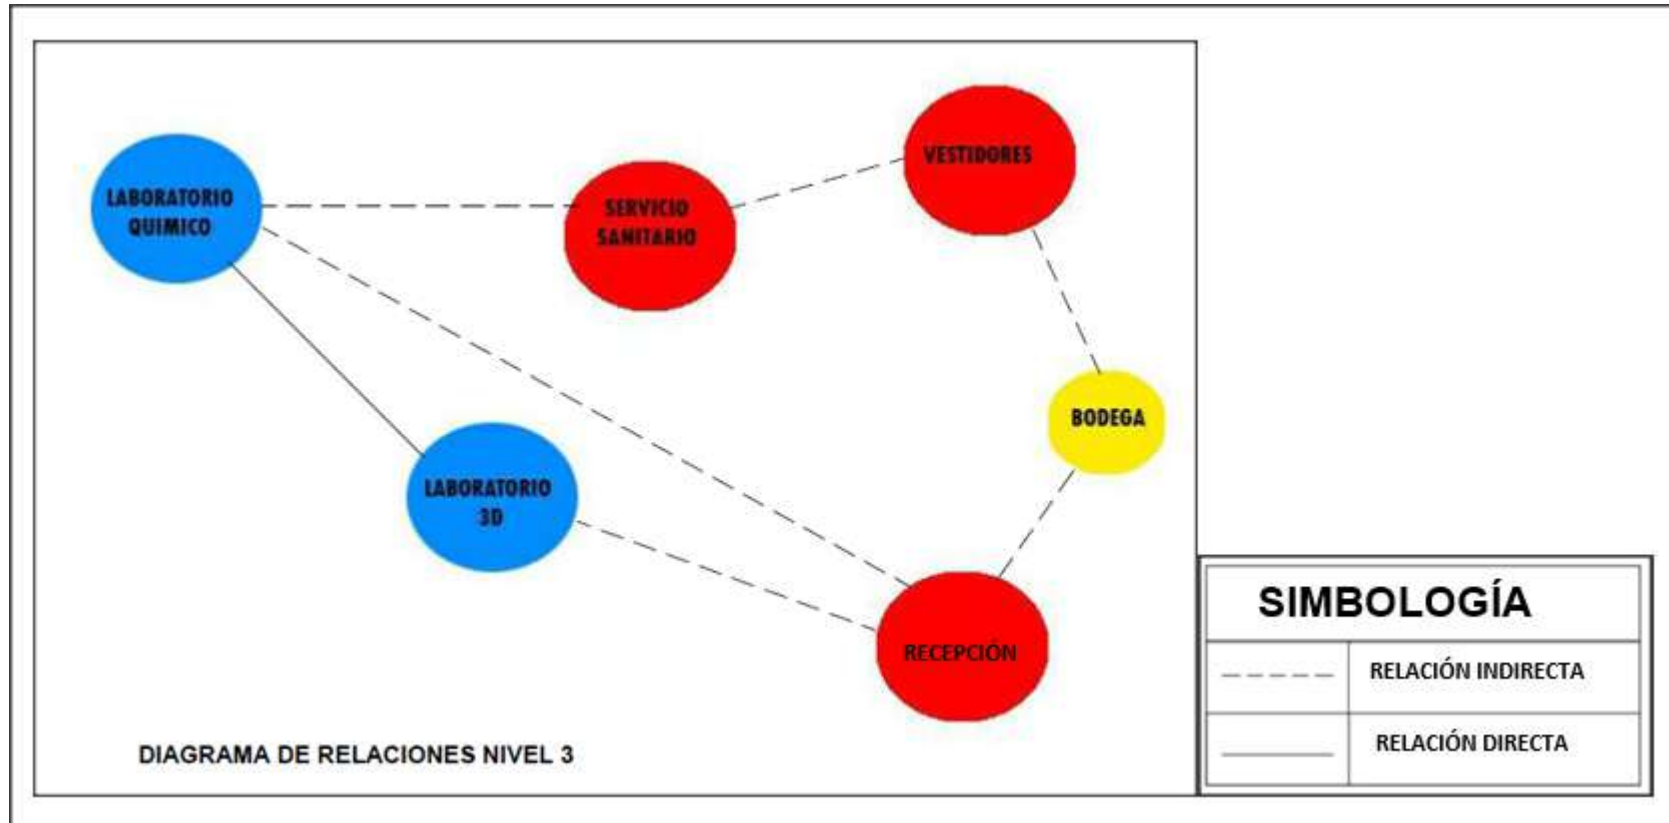 LABORATORIO
QUIMICO
SERVICIO
SANITARIO
VESTIDORES
BODEGA
LABORATORIO
3D
RECEPCIÓN
DIAGRAMA DE RELACIONES NIVEL 3
SIMBOLOGÍA
RELACIÓN INDIRECTA
RELACIÓN DIRECTA